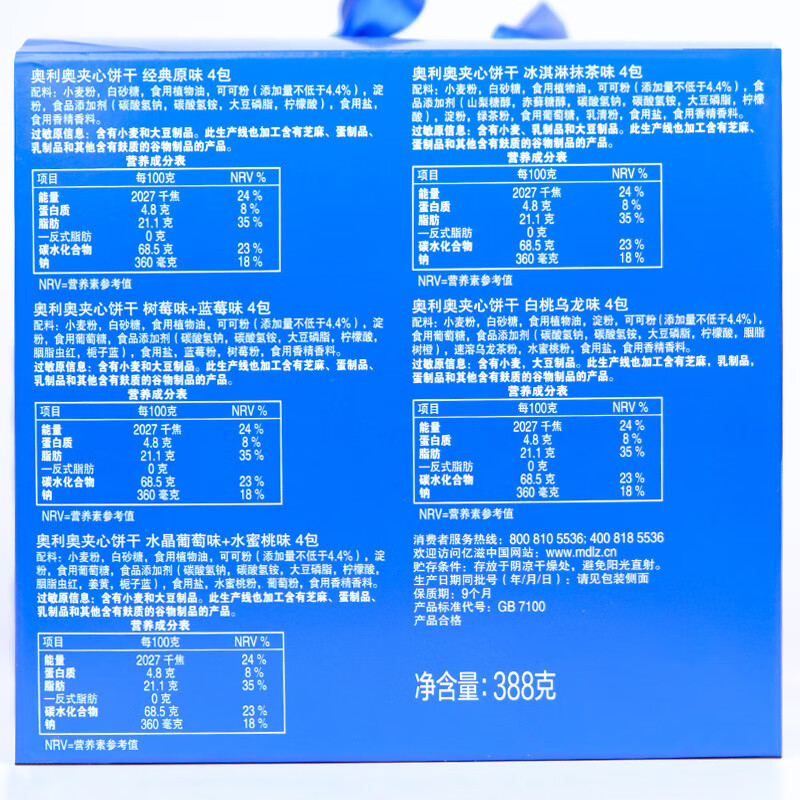 奥利奥夹心饼干 经典原味 4包
配料：小麦粉，白砂糖，食用植物油，可可粉（添加量不低于4.4%），淀
粉，食品添加剂（碳酸氢钠，碳酸氢铵，大豆磷脂，柠檬酸），食用盐，
食用香精香料。
过敏原信息：含有小麦和大豆制品。此生产线也加工含有芝麻、蛋制品、
乳制品和其他含有麸质的谷物制品的产品。
营养成分表
项目 每100克 NRV %
能量 2027 千焦 24 %
蛋白质 4.8 克 8 %
脂肪 21.1 克 35 %
—反式脂肪 0 克
碳水化合物 68.5 克 23 %
钠 360 毫克 18 %
NRV=营养素参考值
奥利奥夹心饼干 树莓味+蓝莓味 4包
配料：小麦粉，白砂糖，食用植物油，可可粉（添加量不低于4.4%），淀
粉，食用葡萄糖，食品添加剂（碳酸氢钠，碳酸氢铵，大豆磷脂，柠檬酸，
胭脂虫红，栀子蓝），食用盐，蓝莓粉，树莓粉，食用香精香料。
过敏原信息：含有小麦和大豆制品。此生产线也加工含有芝麻、蛋制品、
乳制品和其他含有麸质的谷物制品的产品。
营养成分表
项目 每100克 NRV %
能量 2027 千焦 24 %
蛋白质 4.8 克 8 %
脂肪 21.1 克 35 %
—反式脂肪 0 克
碳水化合物 68.5 克 23 %
钠 360 毫克 18 %
NRV=营养素参考值
奥利奥夹心饼干 水晶葡萄味+水蜜桃味 4包
配料：小麦粉，白砂糖，食用植物油，可可粉（添加量不低于4.4%），淀
粉，食用葡萄糖，食品添加剂（碳酸氢钠，碳酸氢铵，大豆磷脂，柠檬酸，
胭脂虫红，姜黄，栀子蓝），食用盐，水蜜桃粉，葡萄粉，食用香精香料。
过敏原信息：含有小麦和大豆制品。此生产线也加工含有芝麻、蛋制品、
乳制品和其他含有麸质的谷物制品的产品。
营养成分表
项目 每100克 NRV %
能量 2027 千焦 24 %
蛋白质 4.8 克 8 %
脂肪 21.1 克 35 %
—反式脂肪 0 克
碳水化合物 68.5 克 23 %
钠 360 毫克 18 %
NRV=营养素参考值
奥利奥夹心饼干 冰淇淋抹茶味 4包
配料：小麦粉，白砂糖，食用植物油，可可粉（添加量不低于4.4%），食
品添加剂（山梨糖醇，赤藓糖醇，碳酸氢钠，碳酸氢铵，大豆磷脂，柠檬
酸），淀粉，绿茶粉，食用葡萄糖，乳清粉，食用盐，食用香精香料。
过敏原信息：含有小麦、乳制品和大豆制品。此生产线也加工含有芝麻、
蛋制品和其他含有麸质的谷物制品的产品。
营养成分表
项目 每100克 NRV %
能量 2027 千焦 24 %
蛋白质 4.8 克 8 %
脂肪 21.1 克 35 %
—反式脂肪 0 克
碳水化合物 68.5 克 23 %
钠 360 毫克 18 %
NRV=营养素参考值
奥利奥夹心饼干 白桃乌龙味 4包
配料：小麦粉，白砂糖，食用植物油，淀粉，可可粉（添加量不低于4.4%），
食用葡萄糖，食品添加剂（碳酸氢钠，碳酸氢铵，大豆磷脂，柠檬酸，胭脂
树橙），速溶乌龙茶粉，水蜜桃粉，食用盐，食用香精香料。
过敏原信息：含有小麦，大豆制品。此生产线也加工含有芝麻，乳制品，
蛋制品和其他含有麸质的谷物制品的产品。
营养成分表
项目 每100克 NRV %
能量 2027 千焦 24 %
蛋白质 4.8 克 8 %
脂肪 21.1 克 35 %
—反式脂肪 0 克
碳水化合物 68.5 克 23 %
钠 360 毫克 18 %
NRV=营养素参考值
消费者服务热线：800 810 5536; 400 818 5536
欢迎访问亿滋中国网站：www.mdlz.cn
贮存条件：存放于阴凉干燥处，避免阳光直射。
生产日期同批号（年/月/日）：请见包装侧面
保质期：9个月
产品标准代号：GB 7100
产品合格
净含量：388克